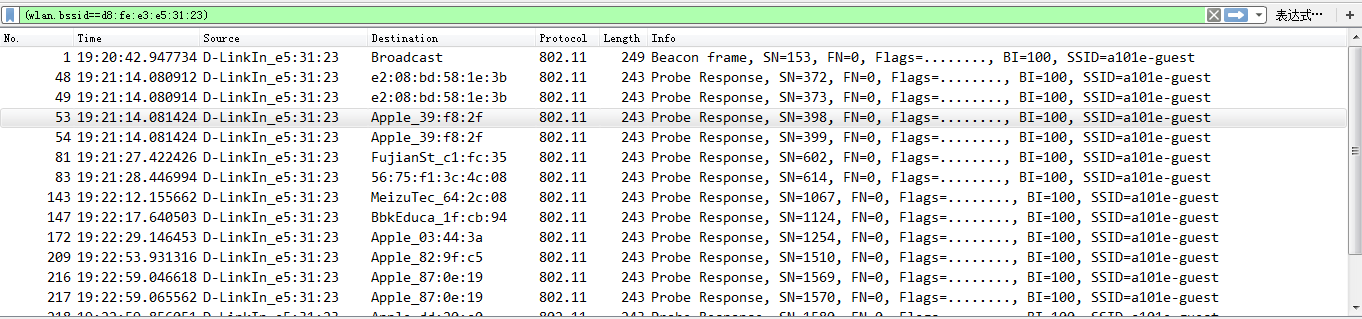 (wlan.bssid==d8:fe:e3:e5:31:23) 表达式… +
No. Time Source Destination Protocol Length Info
1 19:20:42.947734 D-LinkIn_e5:31:23 Broadcast 802.11 249 Beacon frame, SN=153, FN=0, Flags=........, BI=100, SSID=a101e-guest
48 19:21:14.080912 D-LinkIn_e5:31:23 e2:08:bd:58:1e:3b 802.11 243 Probe Response, SN=372, FN=0, Flags=........, BI=100, SSID=a101e-guest
49 19:21:14.080914 D-LinkIn_e5:31:23 e2:08:bd:58:1e:3b 802.11 243 Probe Response, SN=373, FN=0, Flags=........, BI=100, SSID=a101e-guest
53 19:21:14.081424 D-LinkIn_e5:31:23 Apple_39:f8:2f 802.11 243 Probe Response, SN=398, FN=0, Flags=........, BI=100, SSID=a101e-guest
54 19:21:14.081424 D-LinkIn_e5:31:23 Apple_39:f8:2f 802.11 243 Probe Response, SN=399, FN=0, Flags=........, BI=100, SSID=a101e-guest
81 19:21:27.422426 D-LinkIn_e5:31:23 FujianSt_c1:fc:35 802.11 243 Probe Response, SN=602, FN=0, Flags=........, BI=100, SSID=a101e-guest
83 19:21:28.446994 D-LinkIn_e5:31:23 56:75:f1:3c:4c:08 802.11 243 Probe Response, SN=614, FN=0, Flags=........, BI=100, SSID=a101e-guest
143 19:22:12.155662 D-LinkIn_e5:31:23 MeizuTec_64:2c:08 802.11 243 Probe Response, SN=1067, FN=0, Flags=........, BI=100, SSID=a101e-guest
147 19:22:17.640503 D-LinkIn_e5:31:23 BbkEduca_1f:cb:94 802.11 243 Probe Response, SN=1124, FN=0, Flags=........, BI=100, SSID=a101e-guest
172 19:22:29.146453 D-LinkIn_e5:31:23 Apple_03:44:3a 802.11 243 Probe Response, SN=1254, FN=0, Flags=........, BI=100, SSID=a101e-guest
209 19:22:53.931316 D-LinkIn_e5:31:23 Apple_82:9f:c5 802.11 243 Probe Response, SN=1510, FN=0, Flags=........, BI=100, SSID=a101e-guest
216 19:22:59.046618 D-LinkIn_e5:31:23 Apple_87:0e:19 802.11 243 Probe Response, SN=1569, FN=0, Flags=........, BI=100, SSID=a101e-guest
217 19:22:59.065562 D-LinkIn_e5:31:23 Apple_87:0e:19 802.11 243 Probe Response, SN=1570, FN=0, Flags=........, BI=100, SSID=a101e-guest